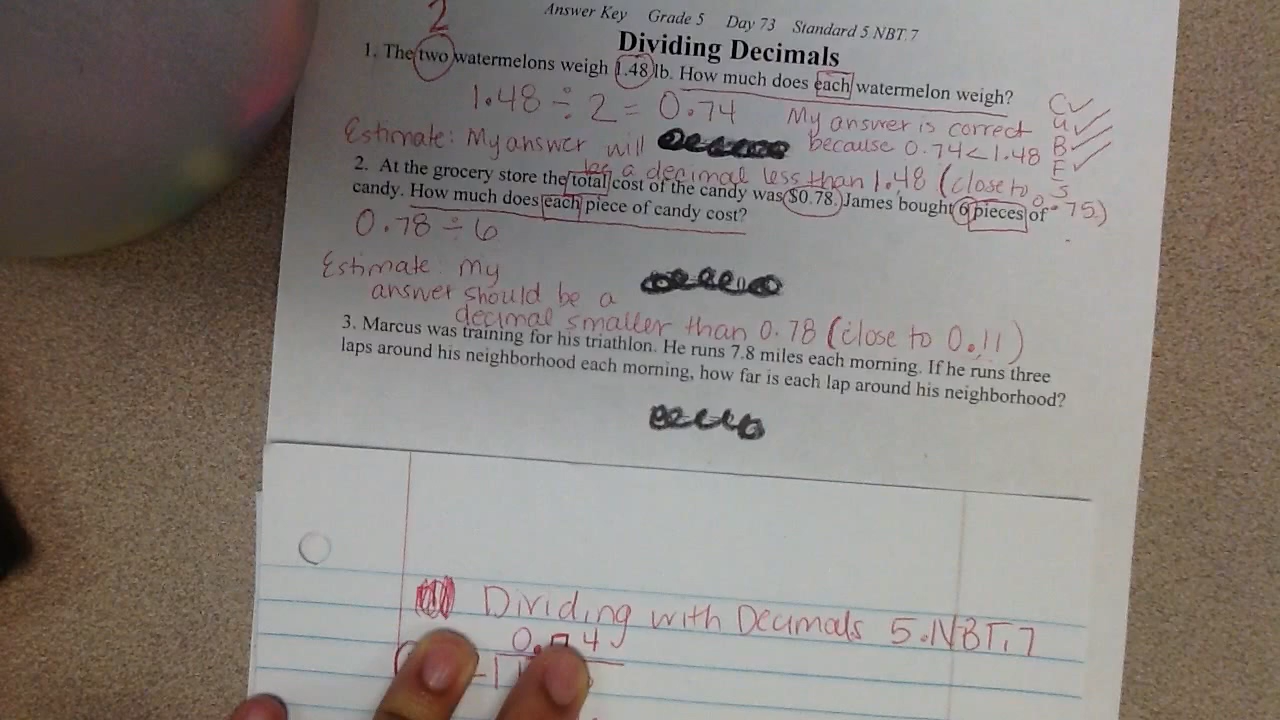 Answer Key Grade 5 Day 73 Standard 5.NBT.7
Dividing Decimals
2
1. The two watermelons weigh 1.48 lb. How much does each watermelon weigh?
1.48 ÷ 2 = 0.74 My answer is correct
because 0.74 < 1.48
C ✓
U ✓
B ✓
E ✓
S
Estimate: My answer will
be a decimal less than 1.48 (close to 0.75)
2. At the grocery store the total cost of the candy was $0.78. James bought 6 pieces of
candy. How much does each piece of candy cost?
0.78 ÷ 6
Estimate: My
answer should be a
decimal smaller than 0.78 (close to 0.11)
3. Marcus was training for his triathlon. He runs 7.8 miles each morning. If he runs three
laps around his neighborhood each morning, how far is each lap around his neighborhood?
Dividing with Decimals 5.NBT.7
0.74